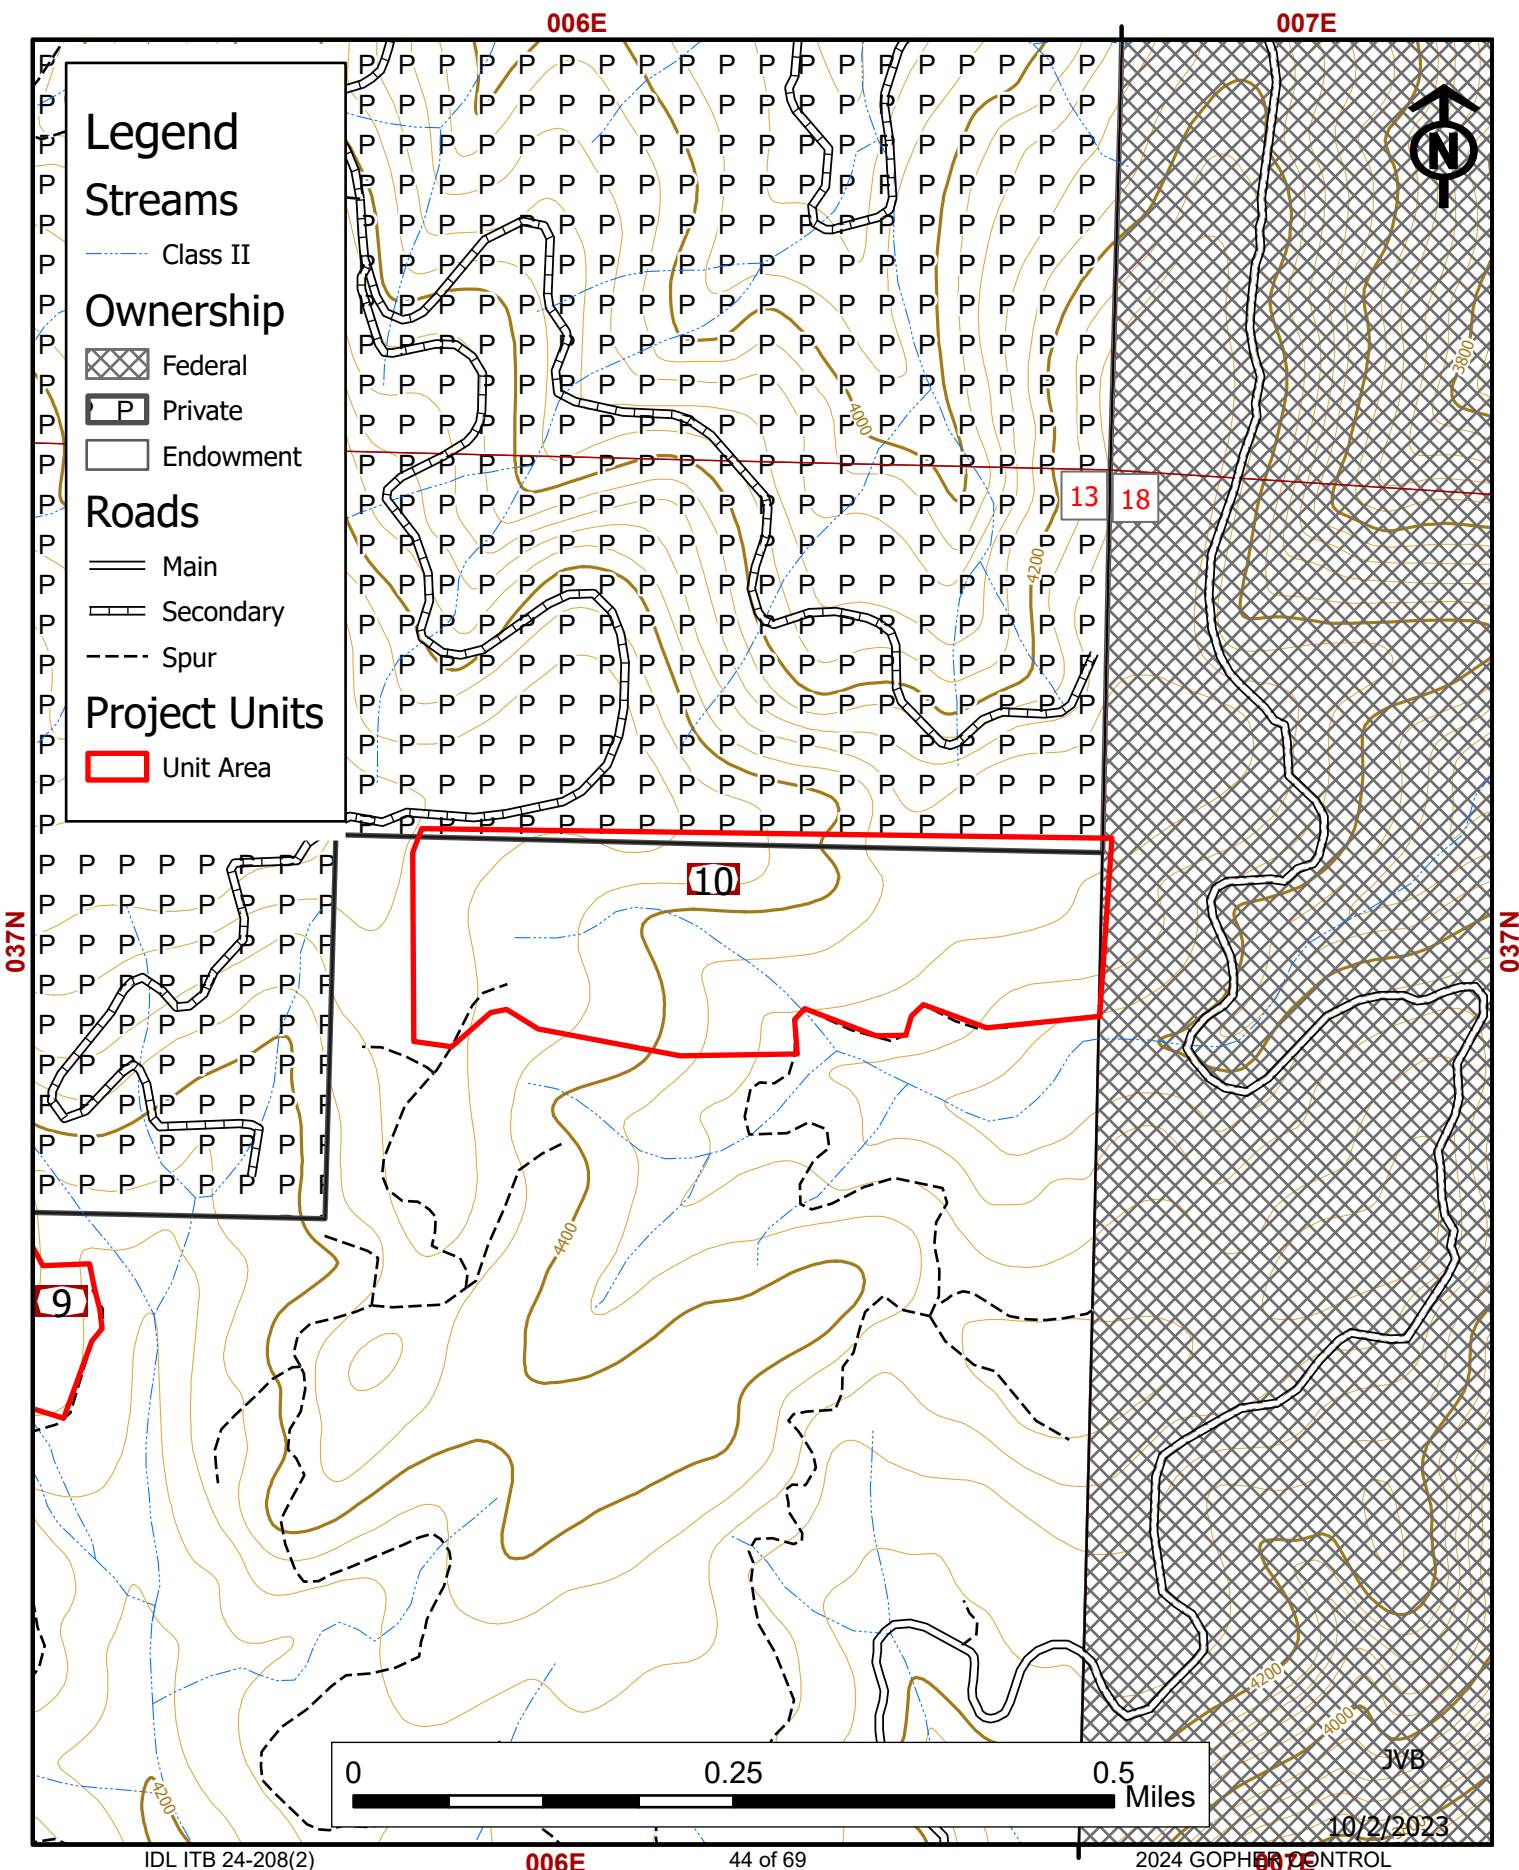 006E
007E
N
Legend
Streams
Class II
Ownership
Federal
P Private
Endowment
Roads
Main
Secondary
Spur
Project Units
Unit Area
3800
4000
13
18
4200
037N
037N
10
9
4400
4200
4000
4200
0
0.25
0.5
Miles
JVB
10/2/2023
IDL ITB 24-208(2)
006E
44 of 69
2024 GOPHER CONTROL
007E